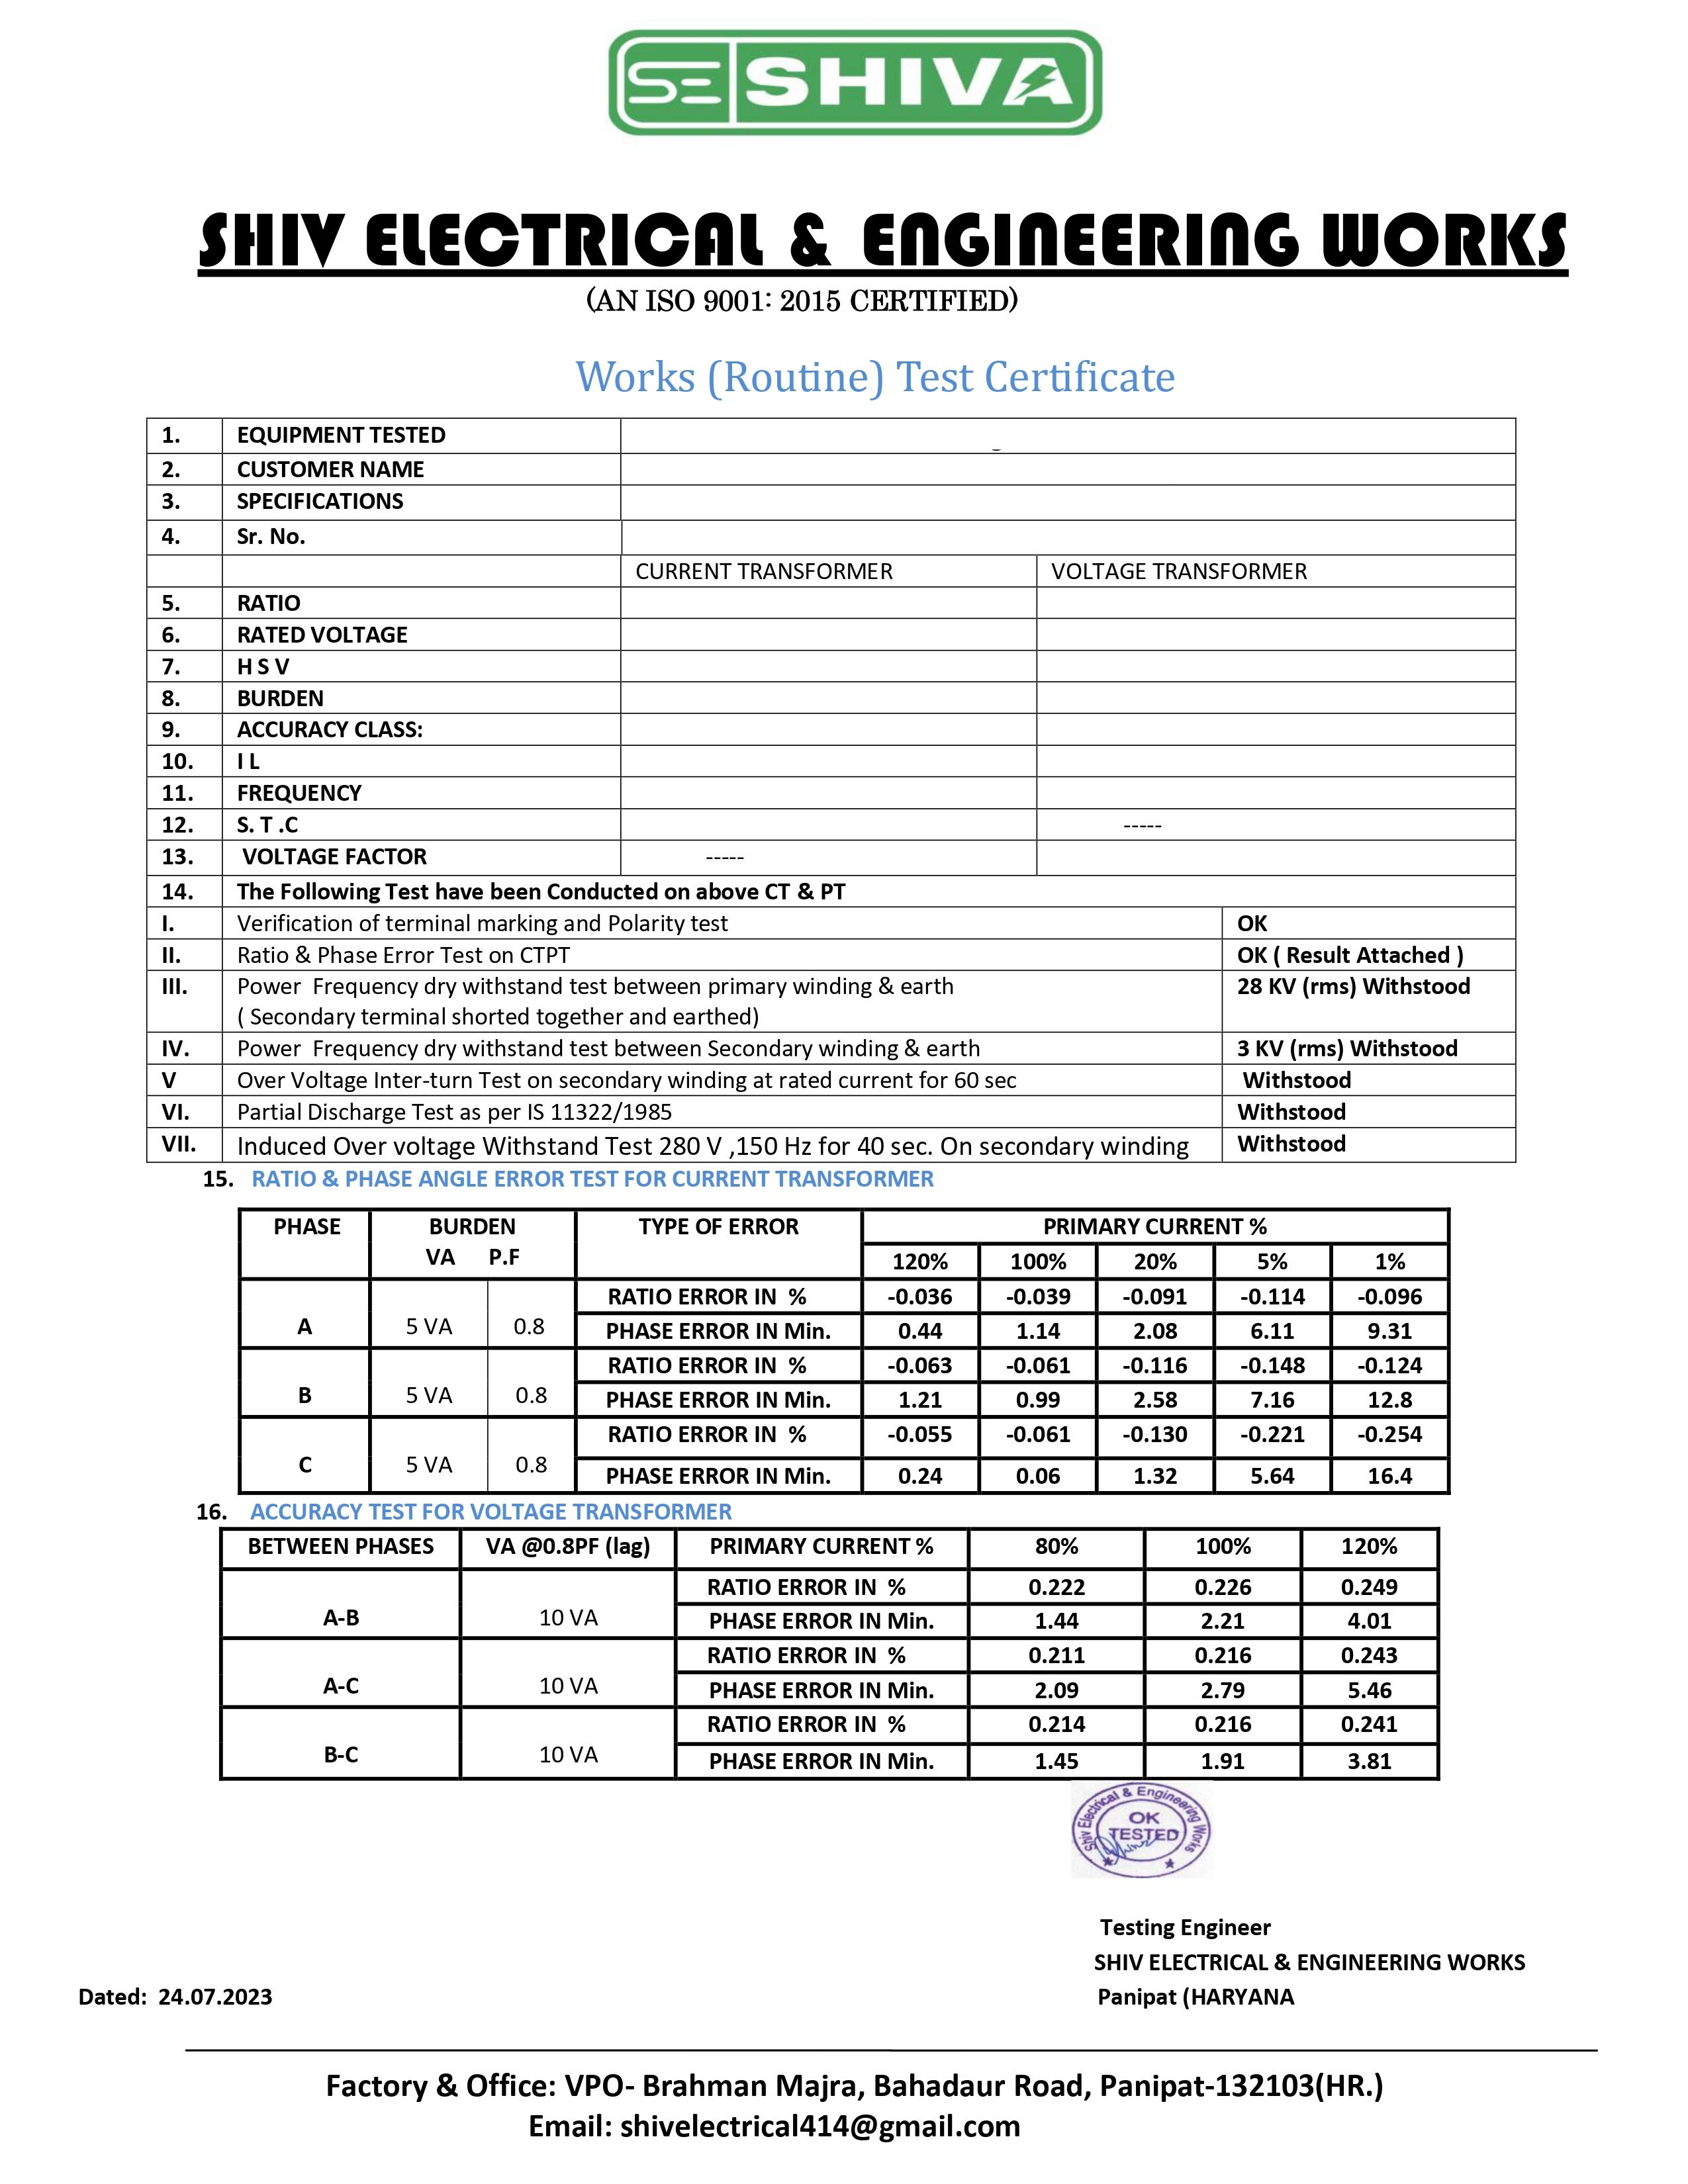 SE SHIVA
SHIV ELECTRICAL & ENGINEERING WORKS
(AN ISO 9001: 2015 CERTIFIED)
Works (Routine) Test Certificate
1. EQUIPMENT TESTED
2. CUSTOMER NAME
3. SPECIFICATIONS
4. Sr. No.
CURRENT TRANSFORMER VOLTAGE TRANSFORMER
5. RATIO
6. RATED VOLTAGE
7. H S V
8. BURDEN
9. ACCURACY CLASS:
10. I L
11. FREQUENCY
12. S. T .C -----
13. VOLTAGE FACTOR -----
14. The Following Test have been Conducted on above CT & PT
I. Verification of terminal marking and Polarity test OK
II. Ratio & Phase Error Test on CTPT OK ( Result Attached )
III. Power Frequency dry withstand test between primary winding & earth 28 KV (rms) Withstood
( Secondary terminal shorted together and earthed)
IV. Power Frequency dry withstand test between Secondary winding & earth 3 KV (rms) Withstood
V Over Voltage Inter-turn Test on secondary winding at rated current for 60 sec Withstood
VI. Partial Discharge Test as per IS 11322/1985 Withstood
VII. Induced Over voltage Withstand Test 280 V ,150 Hz for 40 sec. On secondary winding Withstood
15. RATIO & PHASE ANGLE ERROR TEST FOR CURRENT TRANSFORMER
PHASE BURDEN TYPE OF ERROR PRIMARY CURRENT %
VA P.F 120% 100% 20% 5% 1%
RATIO ERROR IN % -0.036 -0.039 -0.091 -0.114 -0.096
A 5 VA 0.8 PHASE ERROR IN Min. 0.44 1.14 2.08 6.11 9.31
RATIO ERROR IN % -0.063 -0.061 -0.116 -0.148 -0.124
B 5 VA 0.8 PHASE ERROR IN Min. 1.21 0.99 2.58 7.16 12.8
RATIO ERROR IN % -0.055 -0.061 -0.130 -0.221 -0.254
C 5 VA 0.8 PHASE ERROR IN Min. 0.24 0.06 1.32 5.64 16.4
16. ACCURACY TEST FOR VOLTAGE TRANSFORMER
BETWEEN PHASES VA @0.8PF (lag) PRIMARY CURRENT % 80% 100% 120%
RATIO ERROR IN % 0.222 0.226 0.249
A-B 10 VA PHASE ERROR IN Min. 1.44 2.21 4.01
RATIO ERROR IN % 0.211 0.216 0.243
A-C 10 VA PHASE ERROR IN Min. 2.09 2.79 5.46
RATIO ERROR IN % 0.214 0.216 0.241
B-C 10 VA PHASE ERROR IN Min. 1.45 1.91 3.81
Shiv Electrical & Engineering Works
OK
TESTED
Testing Engineer
SHIV ELECTRICAL & ENGINEERING WORKS
Dated: 24.07.2023 Panipat (HARYANA
Factory & Office: VPO- Brahman Majra, Bahadaur Road, Panipat-132103(HR.)
Email: shivelectrical414@gmail.com